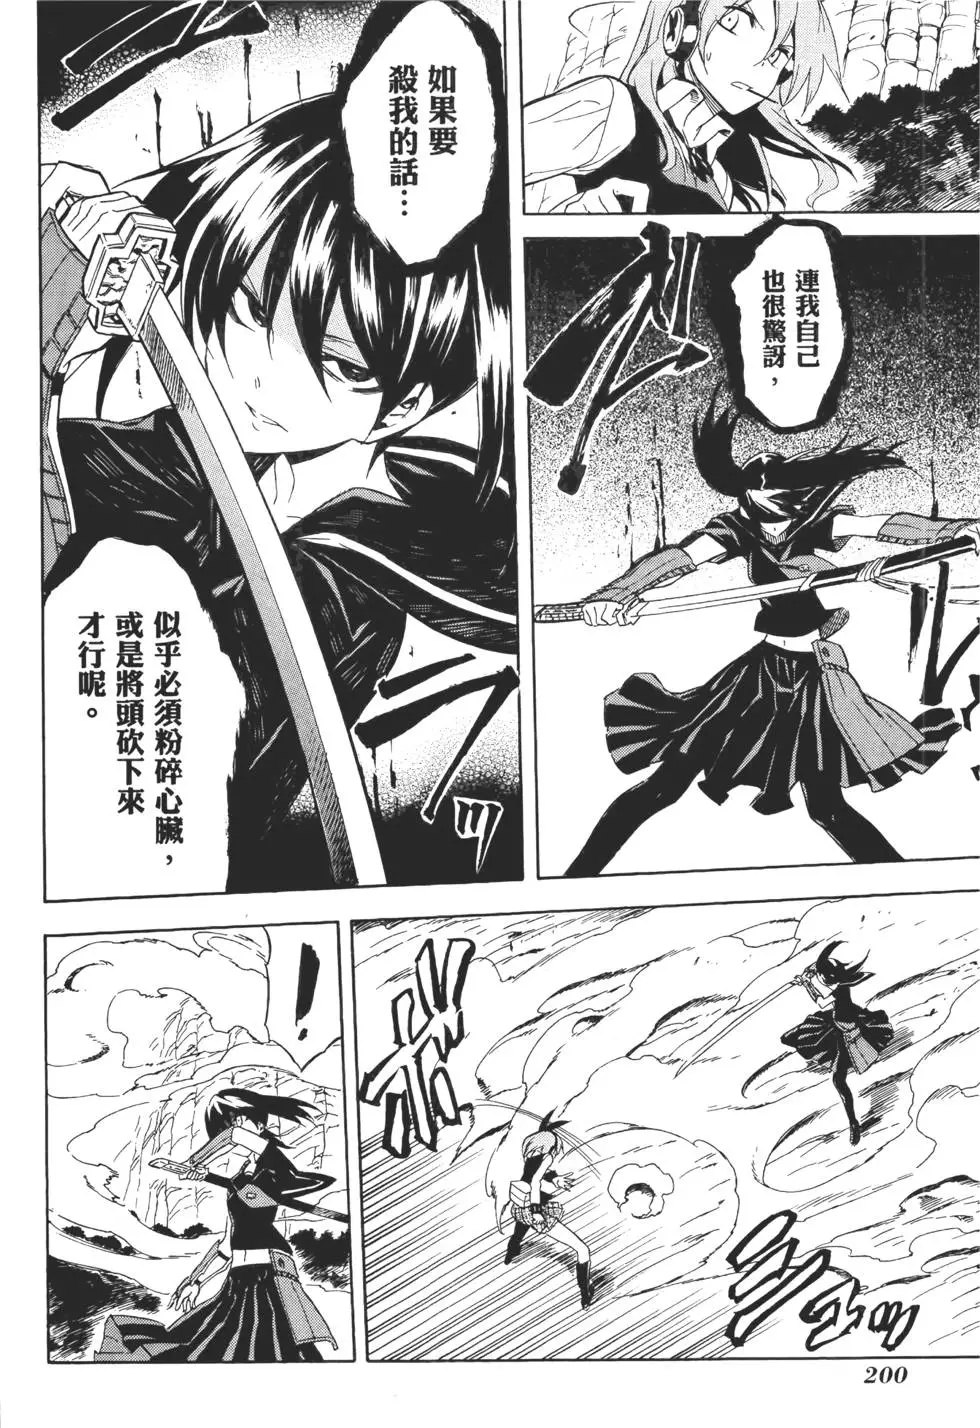 連我自己
也很驚訝，
如果要
殺我的話…
似乎必須粉碎心臟，
或是將頭砍下來
才行呢。
！
200